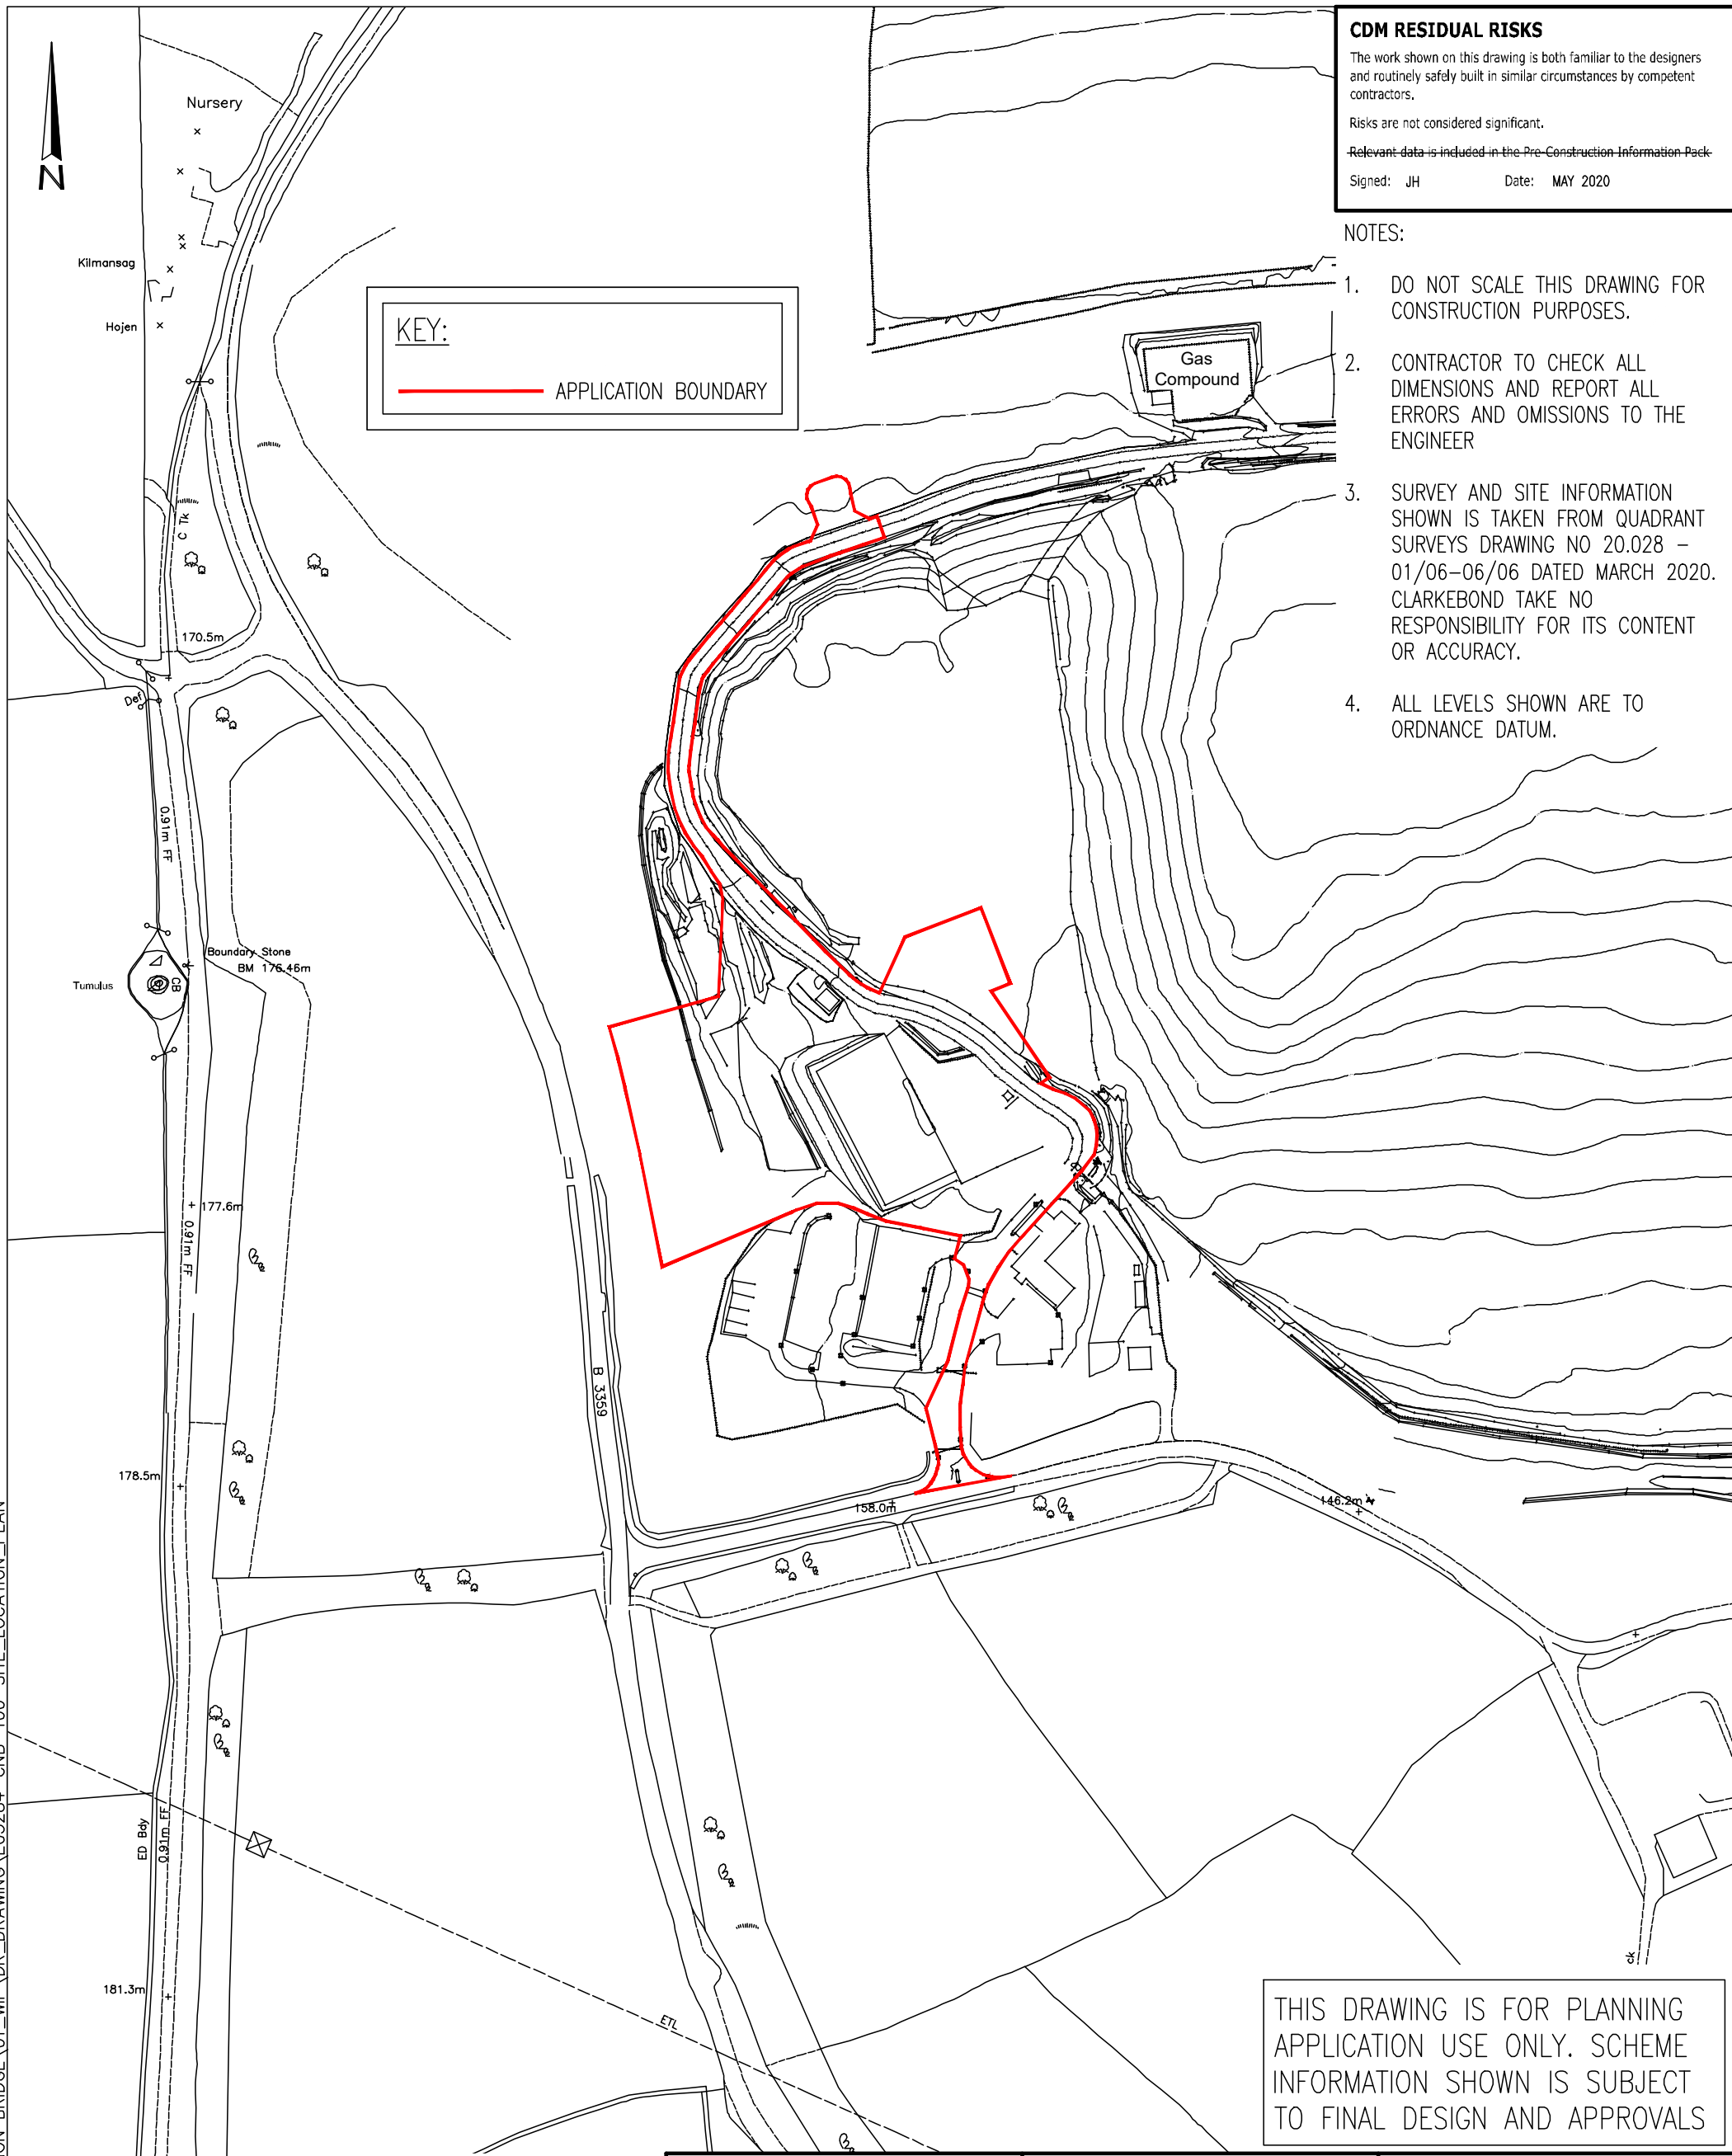 CDM RESIDUAL RISKS
The work shown on this drawing is both familiar to the designers
and routinely safely built in similar circumstances by competent
contractors.
Risks are not considered significant.
Relevant data is included in the Pre-Construction Information Pack
Signed: JH Date: MAY 2020
NOTES:
1. DO NOT SCALE THIS DRAWING FOR
CONSTRUCTION PURPOSES.
2. CONTRACTOR TO CHECK ALL
DIMENSIONS AND REPORT ALL
ERRORS AND OMISSIONS TO THE
ENGINEER
3. SURVEY AND SITE INFORMATION
SHOWN IS TAKEN FROM QUADRANT
SURVEYS DRAWING NO 20.028 –
01/06–06/06 DATED MARCH 2020.
CLARKEBOND TAKE NO
RESPONSIBILITY FOR ITS CONTENT
OR ACCURACY.
4. ALL LEVELS SHOWN ARE TO
ORDNANCE DATUM.
N
Nursery
Kilmansag
Hojen
KEY:
APPLICATION BOUNDARY
Gas
Compound
C Tk
170.5m
Def
0.91m FF
Boundary Stone
BM 176.46m
Tumulus
CB
177.6m
0.91m FF
B 3359
178.5m
158.0m
146.2m
ED Bdy
0.91m FF
181.3m
ETL
THIS DRAWING IS FOR PLANNING
APPLICATION USE ONLY. SCHEME
INFORMATION SHOWN IS SUBJECT
TO FINAL DESIGN AND APPROVALS